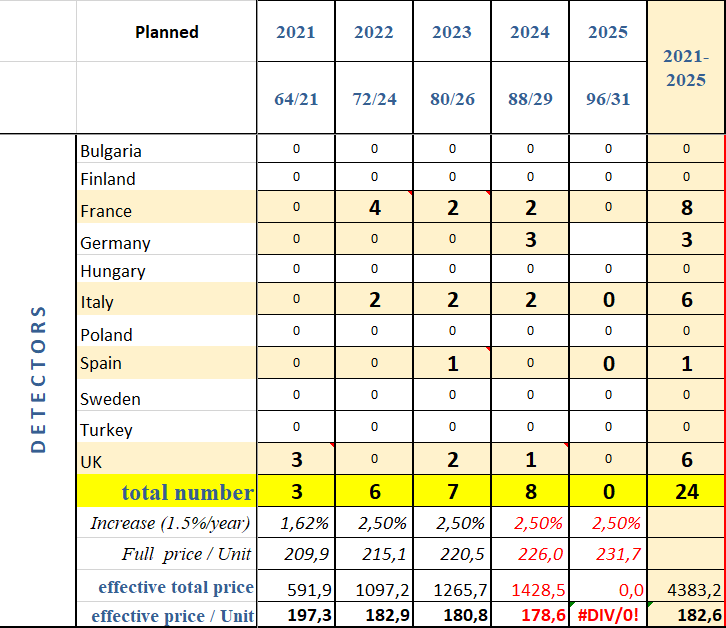 Planned 2021 2022 2023 2024 2025 2021-
2025
64/21 72/24 80/26 88/29 96/31
DETECTORS
Bulgaria 0 0 0 0 0 0
Finland 0 0 0 0 0 0
France 0 4 2 2 0 8
Germany 0 0 0 3 3
Hungary 0 0 0 0 0 0
Italy 0 2 2 2 0 6
Poland 0 0 0 0 0 0
Spain 0 0 1 0 0 1
Sweden 0 0 0 0 0 0
Turkey 0 0 0 0 0 0
UK 3 0 2 1 0 6
total number 3 6 7 8 0 24
Increase (1.5%/year) 1,62% 2,50% 2,50% 2,50% 2,50%
Full price / Unit 209,9 215,1 220,5 226,0 231,7
effective total price 591,9 1097,2 1265,7 1428,5 0,0 4383,2
effective price / Unit 197,3 182,9 180,8 178,6 #DIV/0! 182,6